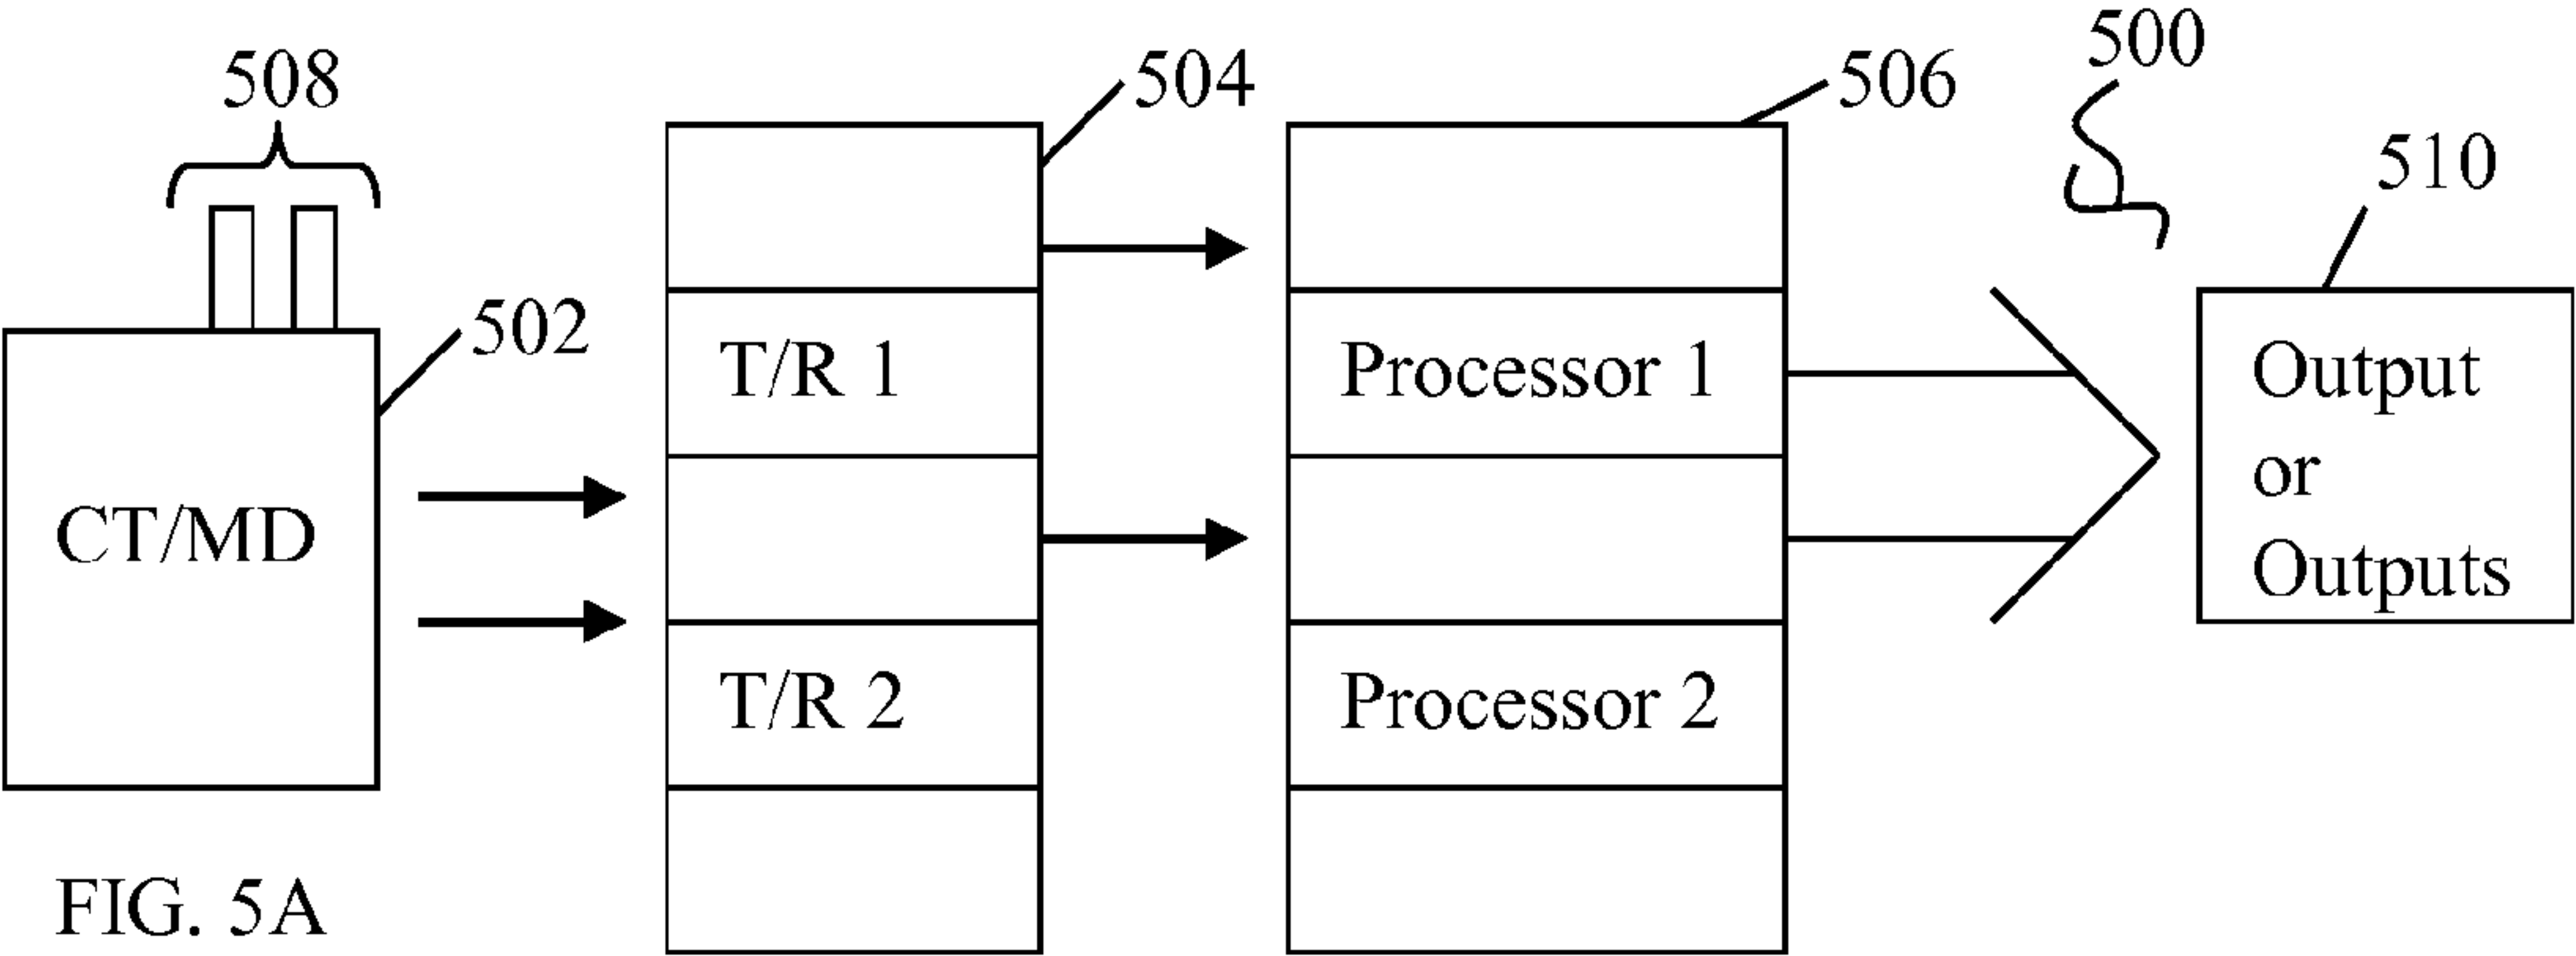 508
504
506
500
510
502
CT/MD
T/R 1
T/R 2
Processor 1
Processor 2
Output
or
Outputs
FIG. 5A